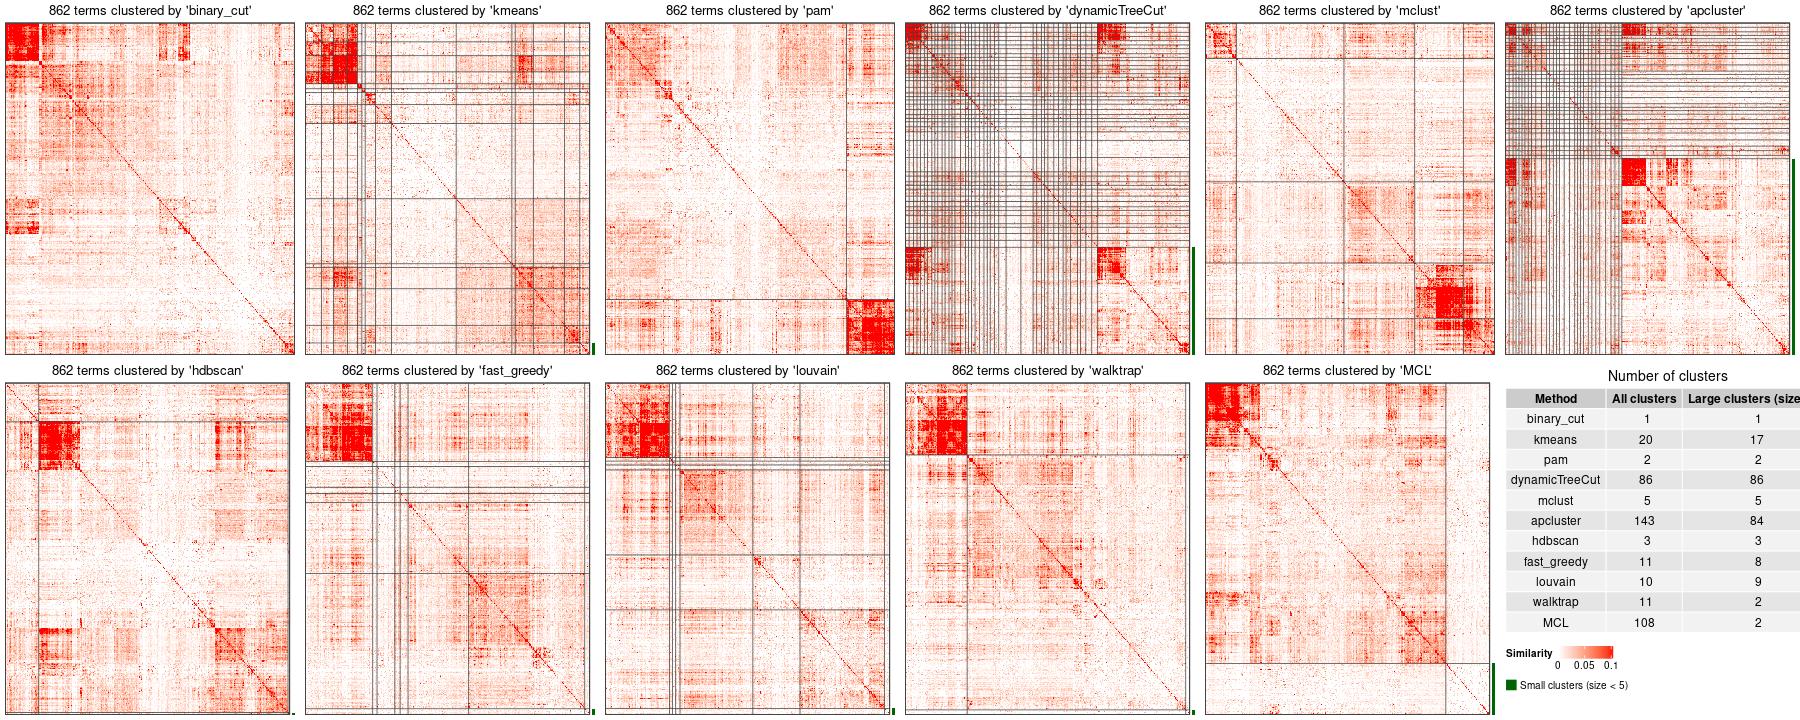 862 terms clustered by 'binary_cut'
862 terms clustered by 'kmeans'
862 terms clustered by 'pam'
862 terms clustered by 'dynamicTreeCut'
862 terms clustered by 'mclust'
862 terms clustered by 'apcluster'
862 terms clustered by 'hdbscan'
862 terms clustered by 'fast_greedy'
862 terms clustered by 'louvain'
862 terms clustered by 'walktrap'
862 terms clustered by 'MCL'
Number of clusters
Method All clusters Large clusters (size
binary_cut 1 1
kmeans 20 17
pam 2 2
dynamicTreeCut 86 86
mclust 5 5
apcluster 143 84
hdbscan 3 3
fast_greedy 11 8
louvain 10 9
walktrap 11 2
MCL 108 2
Similarity
0 0.05 0.1
Small clusters (size < 5)